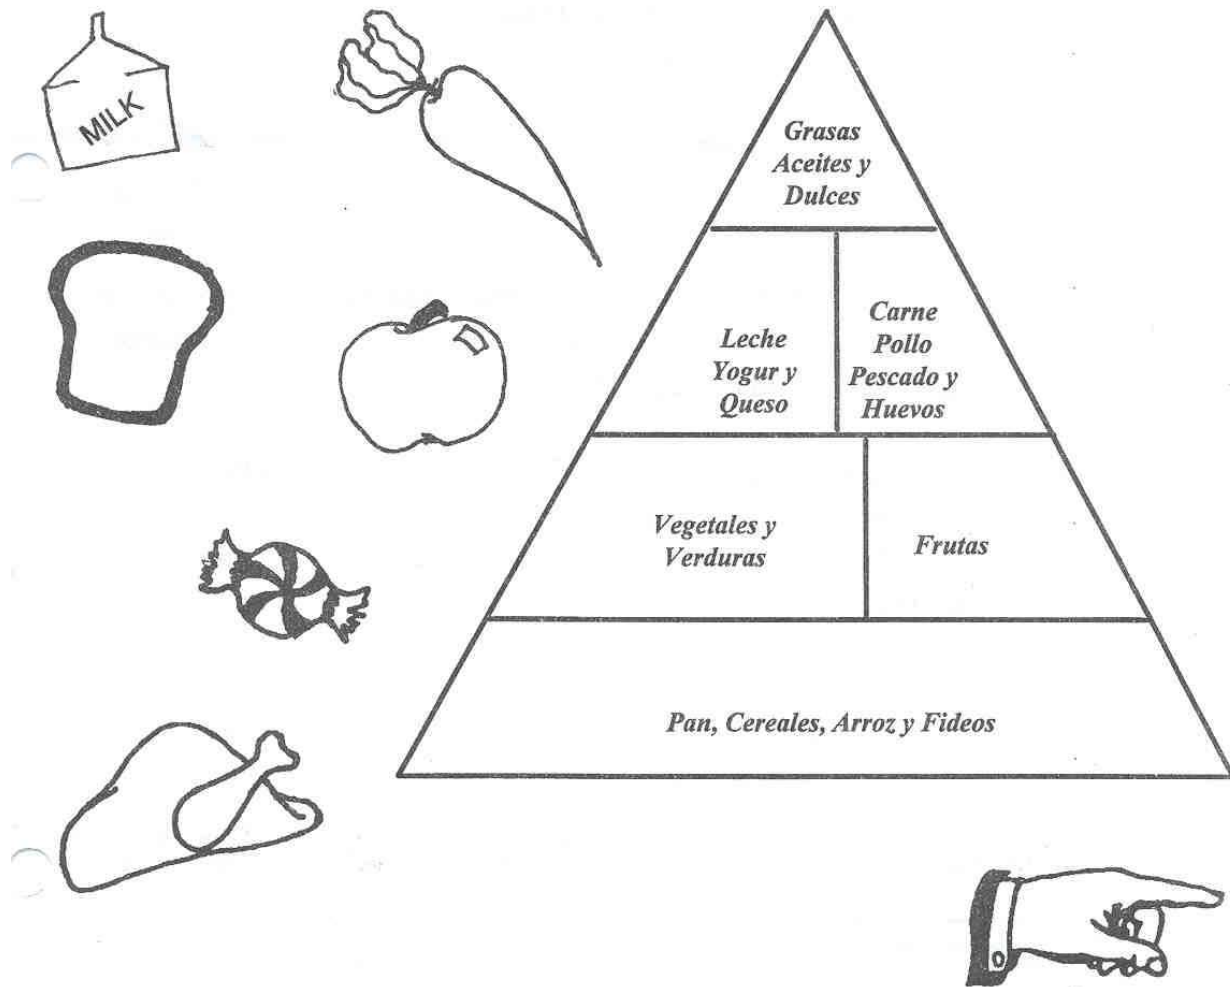 MILK
Grasas
Aceites y
Dulces
Leche
Yogur y
Queso
Carne
Pollo
Pescado y
Huevos
Vegetales y
Verduras
Frutas
Pan, Cereales, Arroz y Fideos